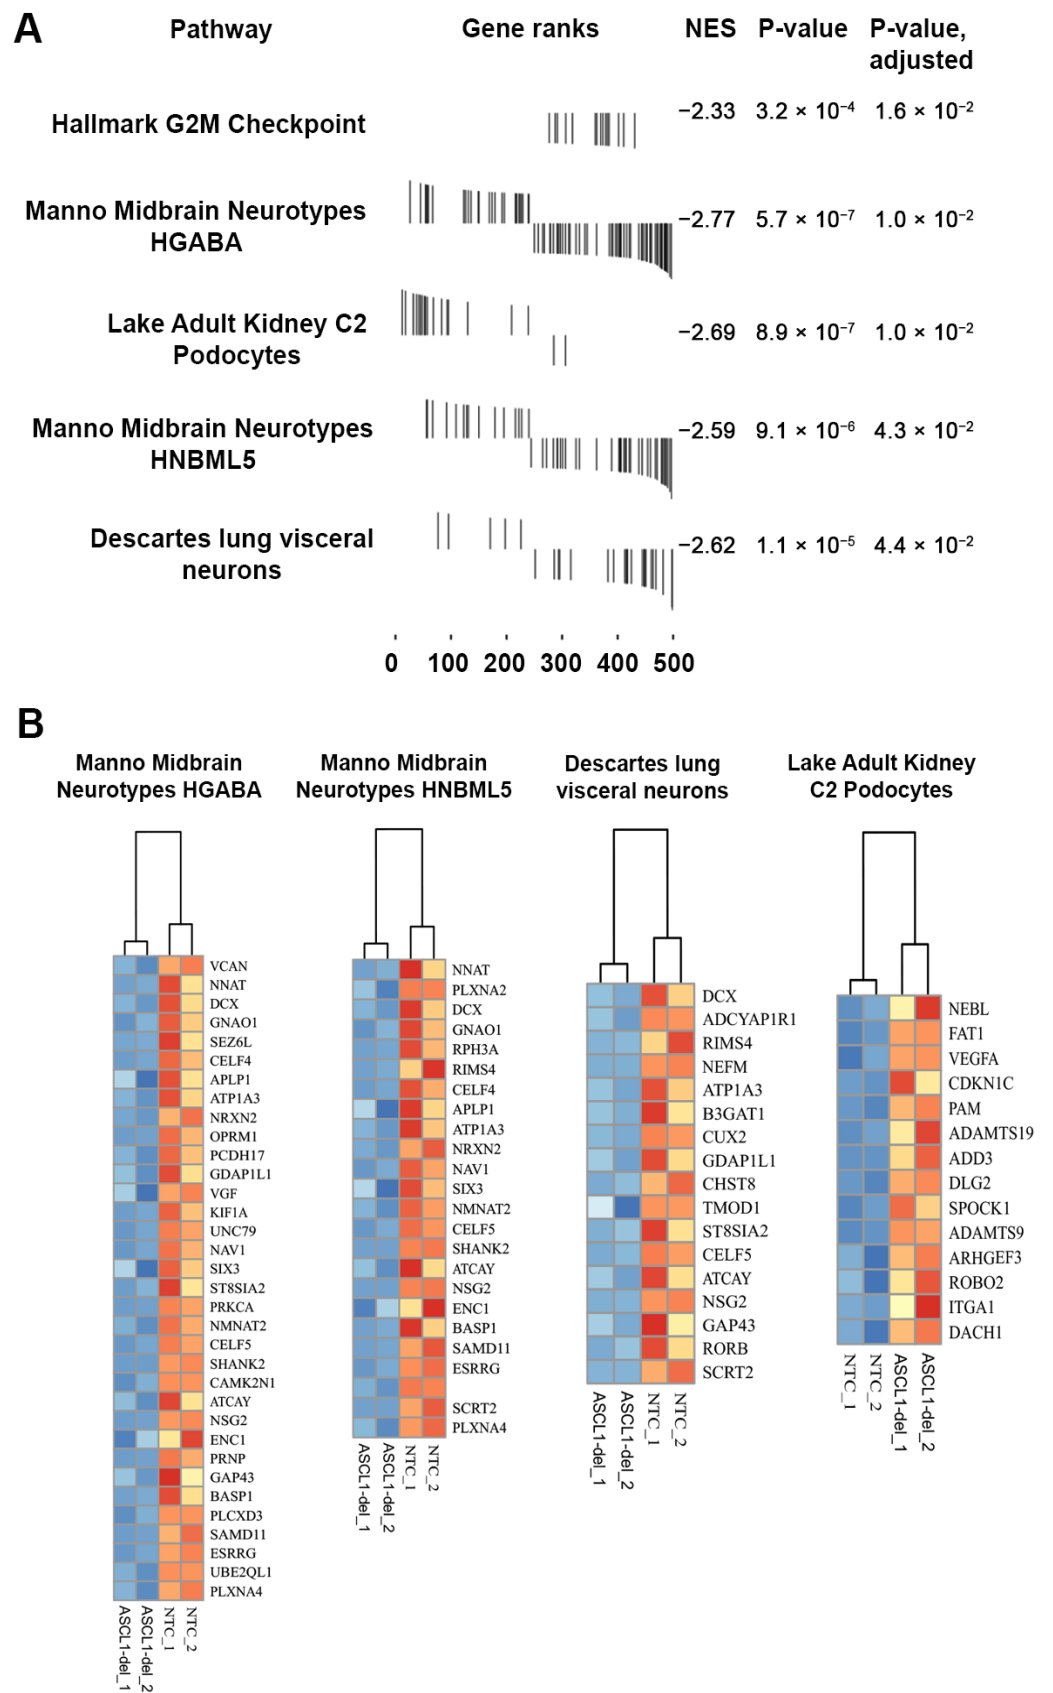 A
Pathway Gene ranks NES P-value P-value, adjusted
Hallmark G2M Checkpoint −2.33 3.2 × 10⁻⁴ 1.6 × 10⁻²
Manno Midbrain Neurotypes
HGABA
−2.77 5.7 × 10⁻⁷ 1.0 × 10⁻²
Lake Adult Kidney C2
Podocytes
−2.69 8.9 × 10⁻⁷ 1.0 × 10⁻²
Manno Midbrain Neurotypes
HNBML5
−2.59 9.1 × 10⁻⁶ 4.3 × 10⁻²
Descartes lung visceral
neurons
−2.62 1.1 × 10⁻⁵ 4.4 × 10⁻²
0 100 200 300 400 500
B
Manno Midbrain
Neurotypes HGABA
VCAN
NNAT
DCX
GNAO1
SEZ6L
CELF4
APLP1
ATP1A3
NRXN2
OPRM1
PCDH17
GDAP1L1
VGF
KIF1A
UNC79
NAV1
SIX3
ST8SIA2
PRKCA
NMNAT2
CELF5
SHANK2
CAMK2N1
ATCAY
NSG2
ENC1
PRNP
GAP43
BASP1
PLCXD3
SAMD11
ESRRG
UBE2QL1
PLXNA4
ASCL1-del_1
ASCL1-del_2
NTC_1
NTC_2
Manno Midbrain
Neurotypes HNBML5
NNAT
PLXNA2
DCX
GNAO1
RPH3A
RIMS4
CELF4
APLP1
ATP1A3
NRXN2
NAV1
SIX3
NMNAT2
CELF5
SHANK2
ATCAY
NSG2
ENC1
BASP1
SAMD11
ESRRG
SCRT2
PLXNA4
ASCL1-del_1
ASCL1-del_2
NTC_1
NTC_2
Descartes lung
visceral neurons
DCX
ADCYAP1R1
RIMS4
NEFM
ATP1A3
B3GAT1
CUX2
GDAP1L1
CHST8
TMOD1
ST8SIA2
CELF5
ATCAY
NSG2
GAP43
RORB
SCRT2
ASCL1-del_1
ASCL1-del_2
NTC_1
NTC_2
Lake Adult Kidney
C2 Podocytes
NEBL
FAT1
VEGFA
CDKN1C
PAM
ADAMTS19
ADD3
DLG2
SPOCK1
ADAMTS9
ARHGEF3
ROBO2
ITGA1
DACH1
NTC_1
NTC_2
ASCL1-del_1
ASCL1-del_2